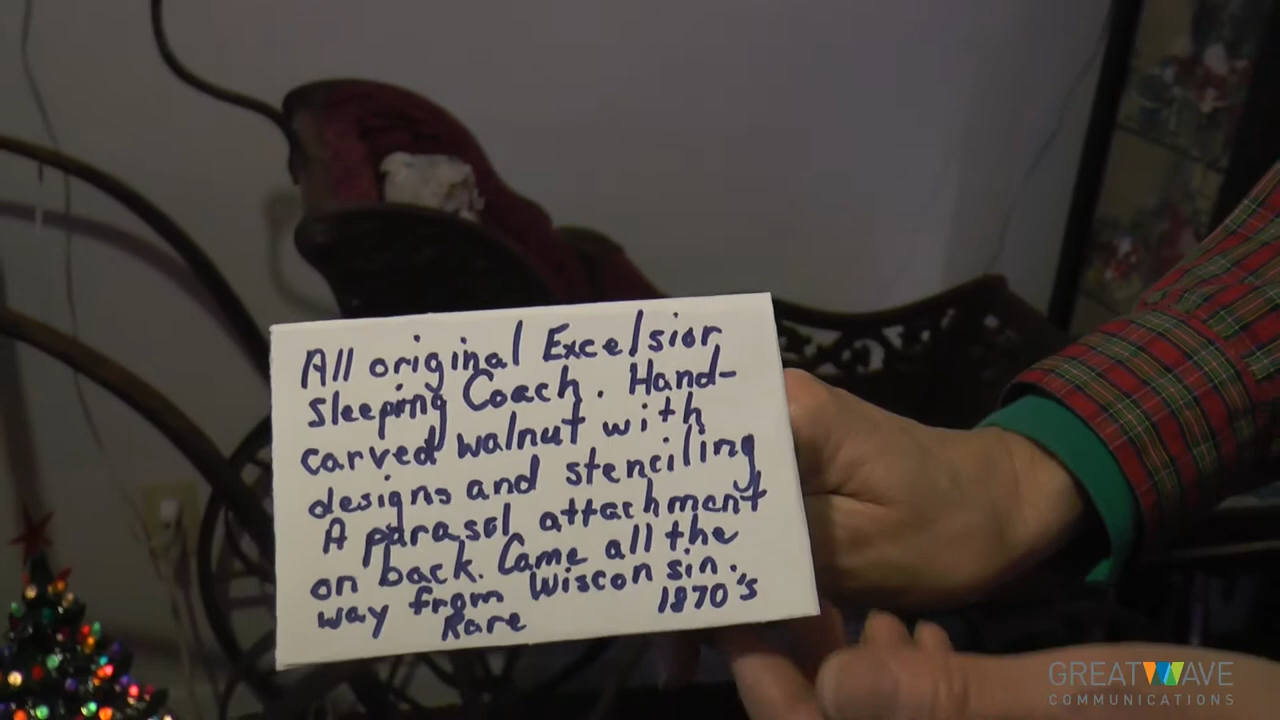 All original Excelsior
Sleeping Coach. Hand-
carved walnut with
designs and stenciling
A parasol attachment
on back. Came all the
way from Wisconsin.
Rare 1870's
GREATWAVE
COMMUNICATIONS